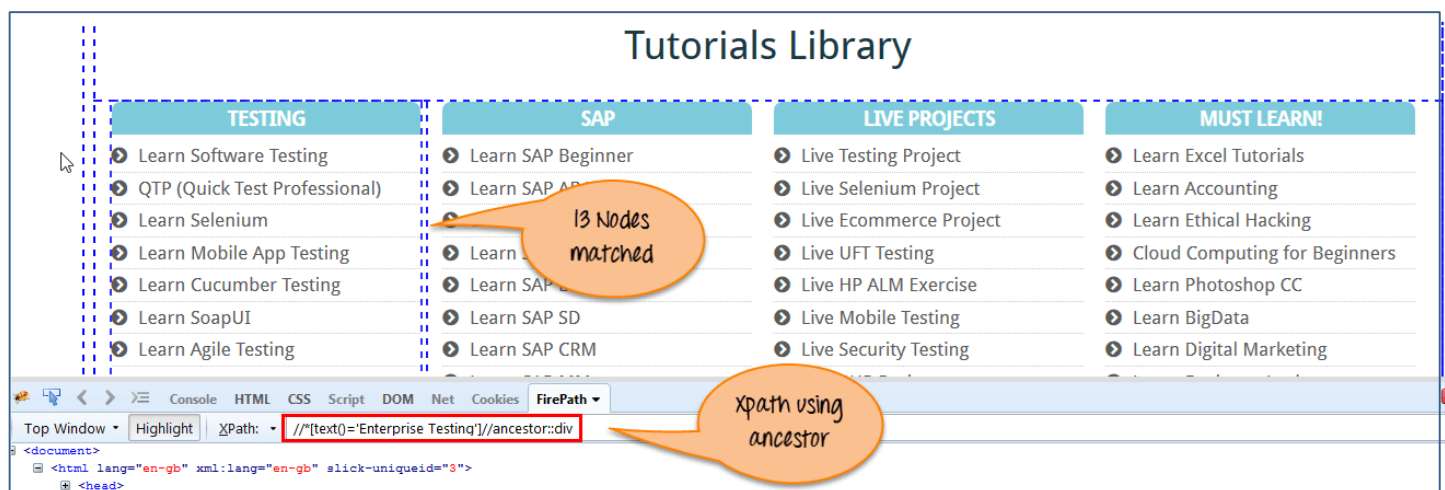 Tutorials Library
TESTING
Learn Software Testing
QTP (Quick Test Professional)
Learn Selenium
Learn Mobile App Testing
Learn Cucumber Testing
Learn SoapUI
Learn Agile Testing
SAP
Learn SAP Beginner
Learn SAP
Learn SAP
Learn SAP SD
Learn SAP CRM
13 Nodes
matched
LIVE PROJECTS
Live Testing Project
Live Selenium Project
Live Ecommerce Project
Live UFT Testing
Live HP ALM Exercise
Live Mobile Testing
Live Security Testing
MUST LEARN!
Learn Excel Tutorials
Learn Accounting
Learn Ethical Hacking
Cloud Computing for Beginners
Learn Photoshop CC
Learn BigData
Learn Digital Marketing
Console HTML CSS Script DOM Net Cookies FirePath
Xpath using
ancestor
Top Window Highlight XPath: //*[text()='Enterprise Testing']//ancestor::div
<document>
<html lang="en-gb" xml:lang="en-gb" slick-uniqueid="3">
<head>